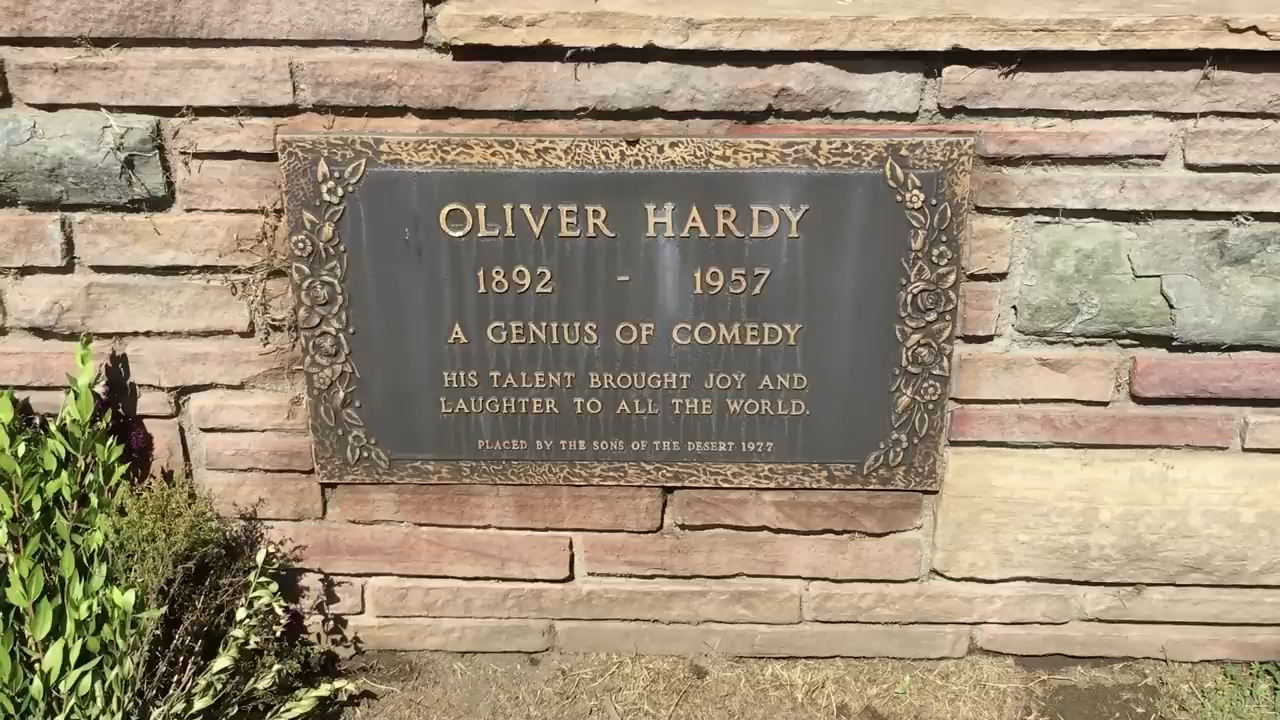 OLIVER HARDY
1892 - 1957
A GENIUS OF COMEDY
HIS TALENT BROUGHT JOY AND
LAUGHTER TO ALL THE WORLD.
PLACED BY THE SONS OF THE DESERT 1977